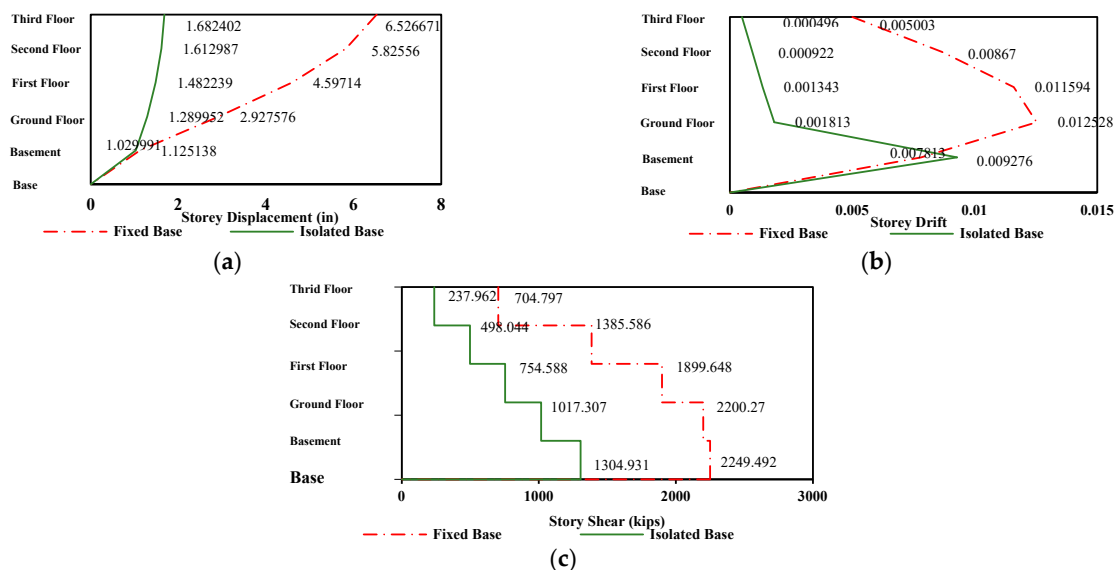 Third Floor
1.682402 6.526671
Second Floor
1.612987 5.82556
First Floor
1.482239 4.59714
Ground Floor
1.289952 2.927576
Basement
1.029991 1.125138
Base
0 2 4 6 8
Storey Displacement (in)
Fixed Base Isolated Base
(a)
Third Floor
0.000496 0.005003
Second Floor
0.000922 0.00867
First Floor
0.001343 0.011594
Ground Floor
0.001813 0.012528
Basement
0.007813 0.009276
Base
0 0.005 0.01 0.015
Storey Drift
Fixed Base Isolated Base
(b)
Thrid Floor
237.962 704.797
Second Floor
498.044 1385.586
First Floor
754.588 1899.648
Ground Floor
1017.307 2200.27
Basement
1304.931 2249.492
Base
0 1000 2000 3000
Story Shear (kips)
Fixed Base Isolated Base
(c)